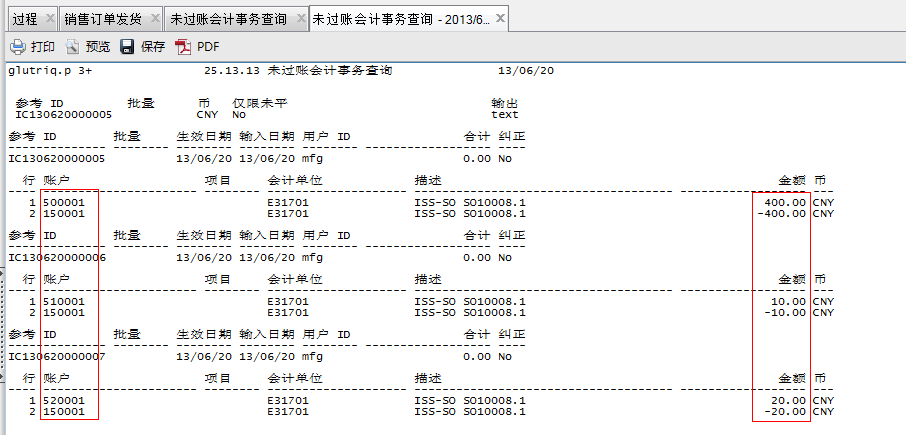 过程 销售订单发货 未过账会计事务查询 未过账会计事务查询 - 2013/6...
打印 预览 保存 PDF
glutriq.p 3+ 25.13.13 未过账会计事务查询 13/06/20
参考 ID 批量 币 仅限未平 输出
IC130620000005 CNY No text
参考 ID 批量 生效日期 输入日期 用户 ID 合计 纠正
IC130620000005 13/06/20 13/06/20 mfg 0.00 No
行 账户 项目 会计单位 描述 金额 币
1 500001 E31701 ISS-SO SO10008.1 400.00 CNY
2 150001 E31701 ISS-SO SO10008.1 -400.00 CNY
参考 ID 批量 生效日期 输入日期 用户 ID 合计 纠正
IC130620000006 13/06/20 13/06/20 mfg 0.00 No
行 账户 项目 会计单位 描述 金额 币
1 510001 E31701 ISS-SO SO10008.1 10.00 CNY
2 150001 E31701 ISS-SO SO10008.1 -10.00 CNY
参考 ID 批量 生效日期 输入日期 用户 ID 合计 纠正
IC130620000007 13/06/20 13/06/20 mfg 0.00 No
行 账户 项目 会计单位 描述 金额 币
1 520001 E31701 ISS-SO SO10008.1 20.00 CNY
2 150001 E31701 ISS-SO SO10008.1 -20.00 CNY